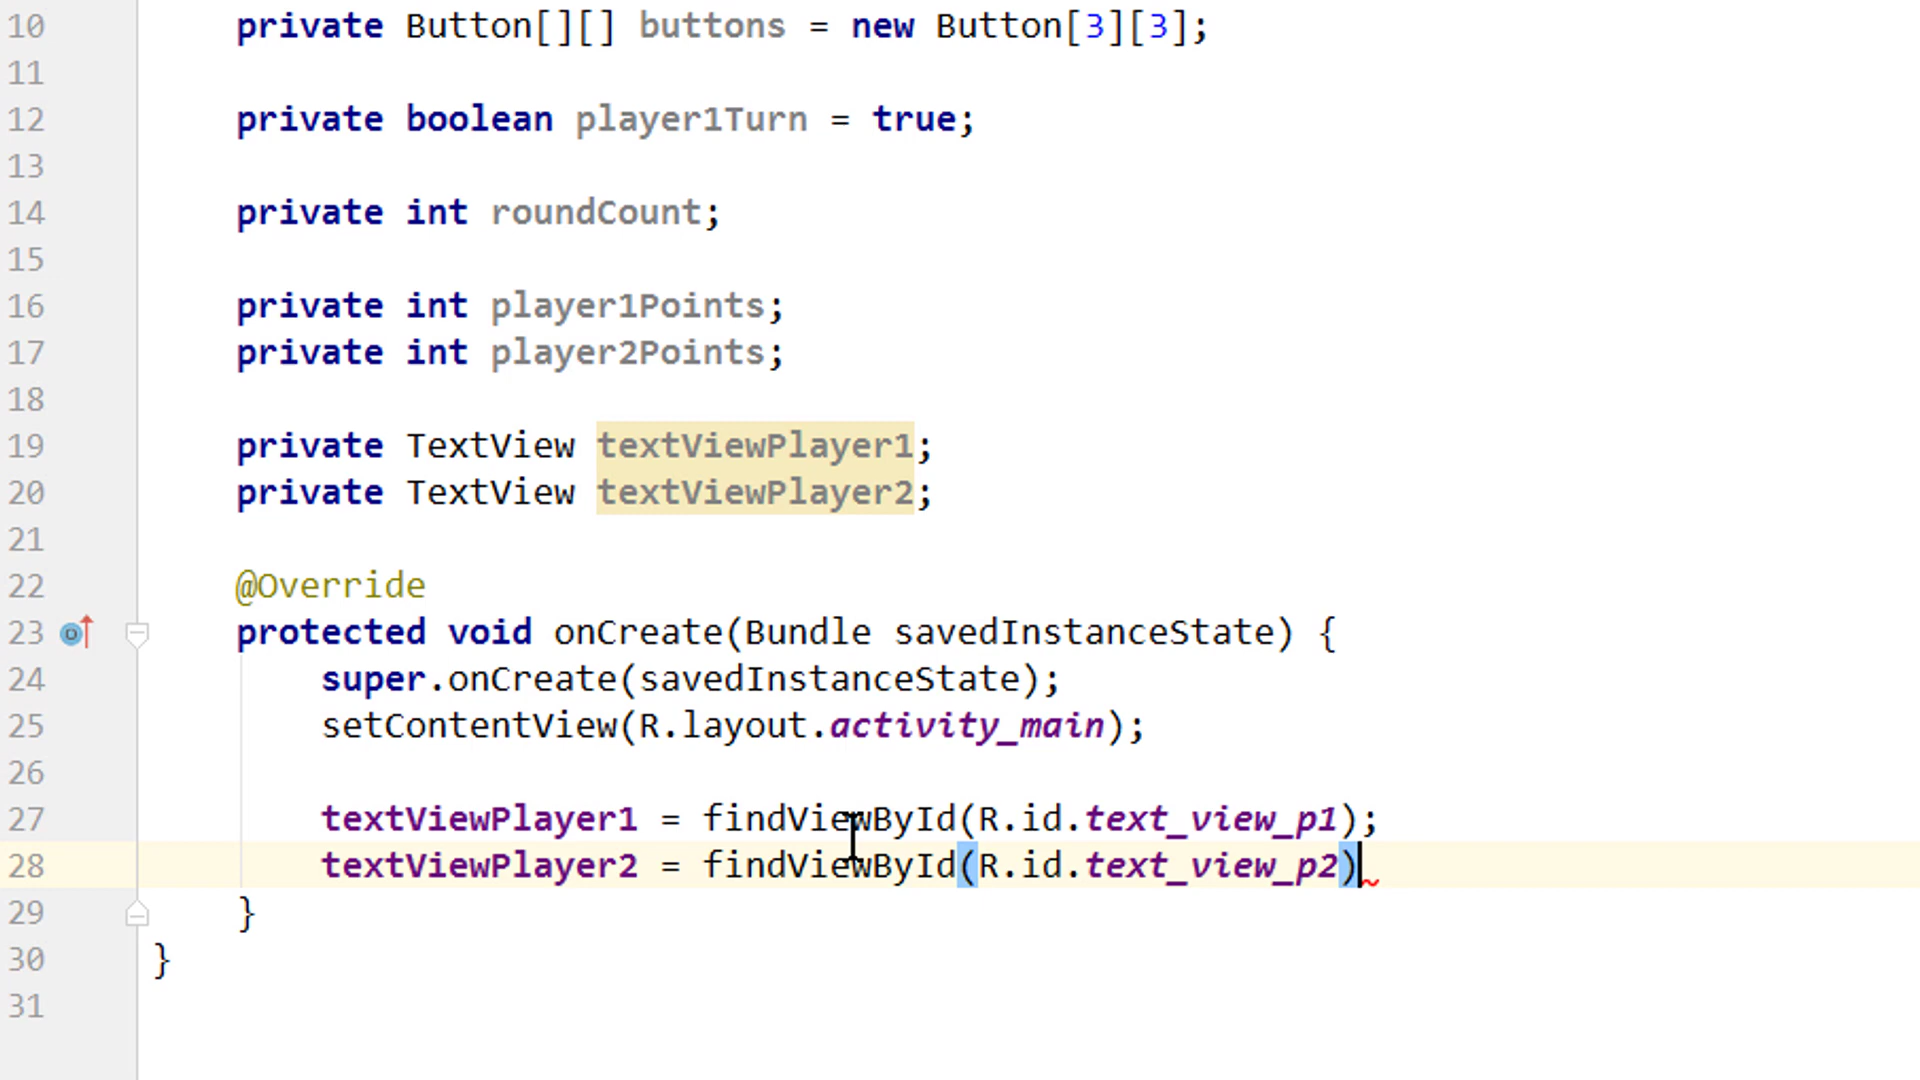 10 private Button[][] buttons = new Button[3][3];
11
12 private boolean player1Turn = true;
13
14 private int roundCount;
15
16 private int player1Points;
17 private int player2Points;
18
19 private TextView textViewPlayer1;
20 private TextView textViewPlayer2;
21
22 @Override
23 protected void onCreate(Bundle savedInstanceState) {
24 super.onCreate(savedInstanceState);
25 setContentView(R.layout.activity_main);
26
27 textViewPlayer1 = findViewById(R.id.text_view_p1);
28 textViewPlayer2 = findViewById(R.id.text_view_p2)
29 }
30 }
31